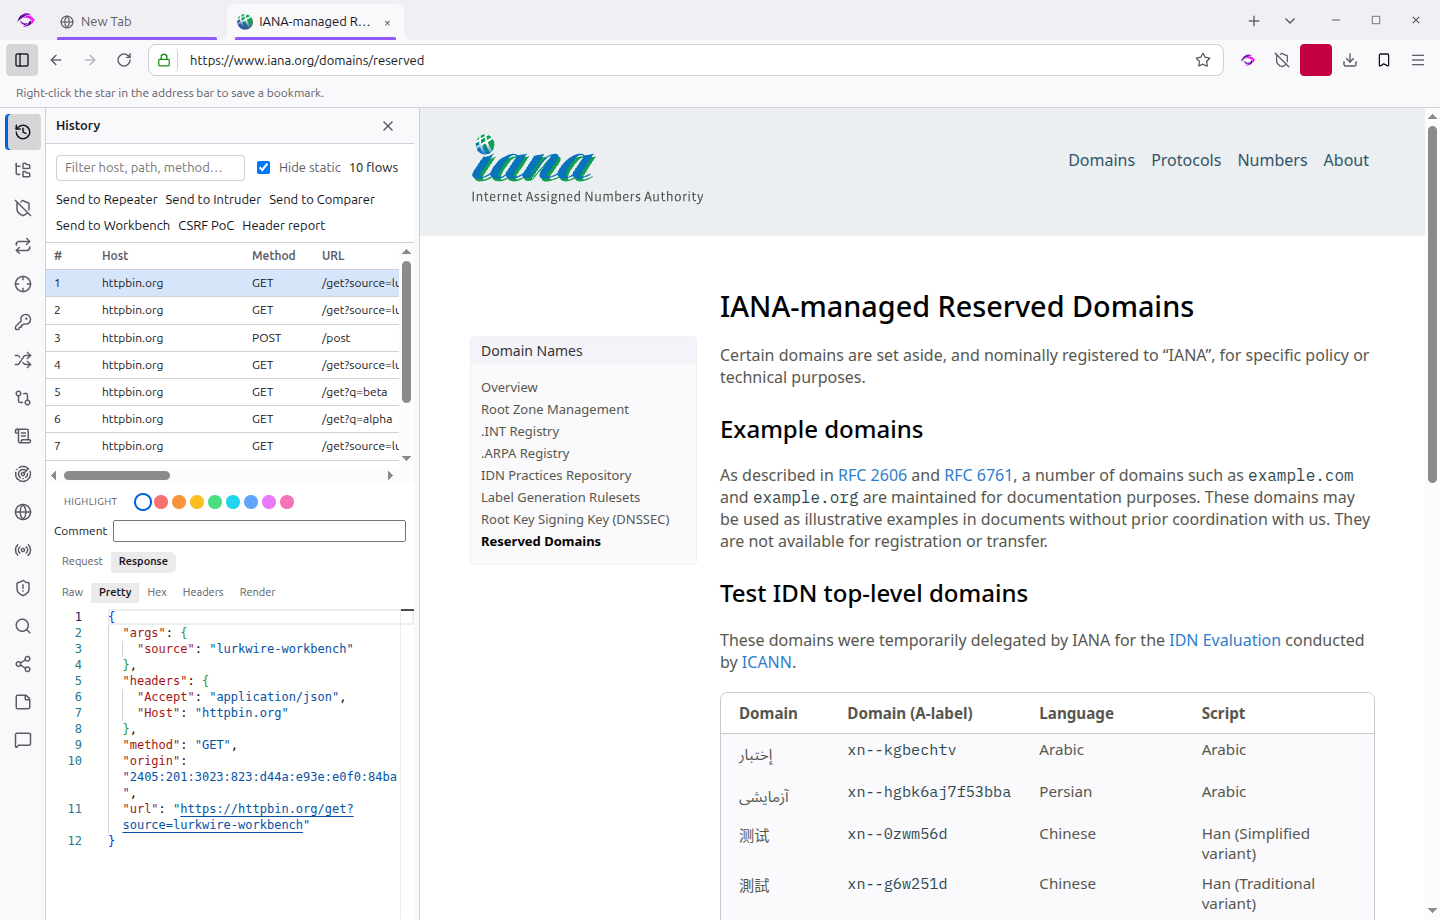 New Tab
IANA-managed R…
https://www.iana.org/domains/reserved
Right-click the star in the address bar to save a bookmark.
History
Filter host, path, method…
Hide static
10 flows
Send to Repeater
Send to Intruder
Send to Comparer
Send to Workbench
CSRF PoC
Header report
# Host Method URL
1 httpbin.org GET /get?source=lu
2 httpbin.org GET /get?source=lu
3 httpbin.org POST /post
4 httpbin.org GET /get?source=lu
5 httpbin.org GET /get?q=beta
6 httpbin.org GET /get?q=alpha
7 httpbin.org GET /get?source=lu
HIGHLIGHT
Comment
Request Response
Raw Pretty Hex Headers Render
1 {
2 "args": {
3 "source": "lurkwire-workbench"
4 },
5 "headers": {
6 "Accept": "application/json",
7 "Host": "httpbin.org"
8 },
9 "method": "GET",
10 "origin":
"2405:201:3023:823:d44a:e93e:e0f0:84ba
",
11 "url": "https://httpbin.org/get?
source=lurkwire-workbench"
12 }
iana
Internet Assigned Numbers Authority
Domains Protocols Numbers About
Domain Names
Overview
Root Zone Management
.INT Registry
.ARPA Registry
IDN Practices Repository
Label Generation Rulesets
Root Key Signing Key (DNSSEC)
Reserved Domains
IANA-managed Reserved Domains
Certain domains are set aside, and nominally registered to “IANA”, for specific policy or
technical purposes.
Example domains
As described in RFC 2606 and RFC 6761, a number of domains such as example.com
and example.org are maintained for documentation purposes. These domains may
be used as illustrative examples in documents without prior coordination with us. They
are not available for registration or transfer.
Test IDN top-level domains
These domains were temporarily delegated by IANA for the IDN Evaluation conducted
by ICANN.
Domain Domain (A-label) Language Script
إختبار xn--kgbechtv Arabic Arabic
آزمایشی xn--hgbk6aj7f53bba Persian Arabic
测试 xn--0zwm56d Chinese Han (Simplified
variant)
測試 xn--g6w251d Chinese Han (Traditional
variant)